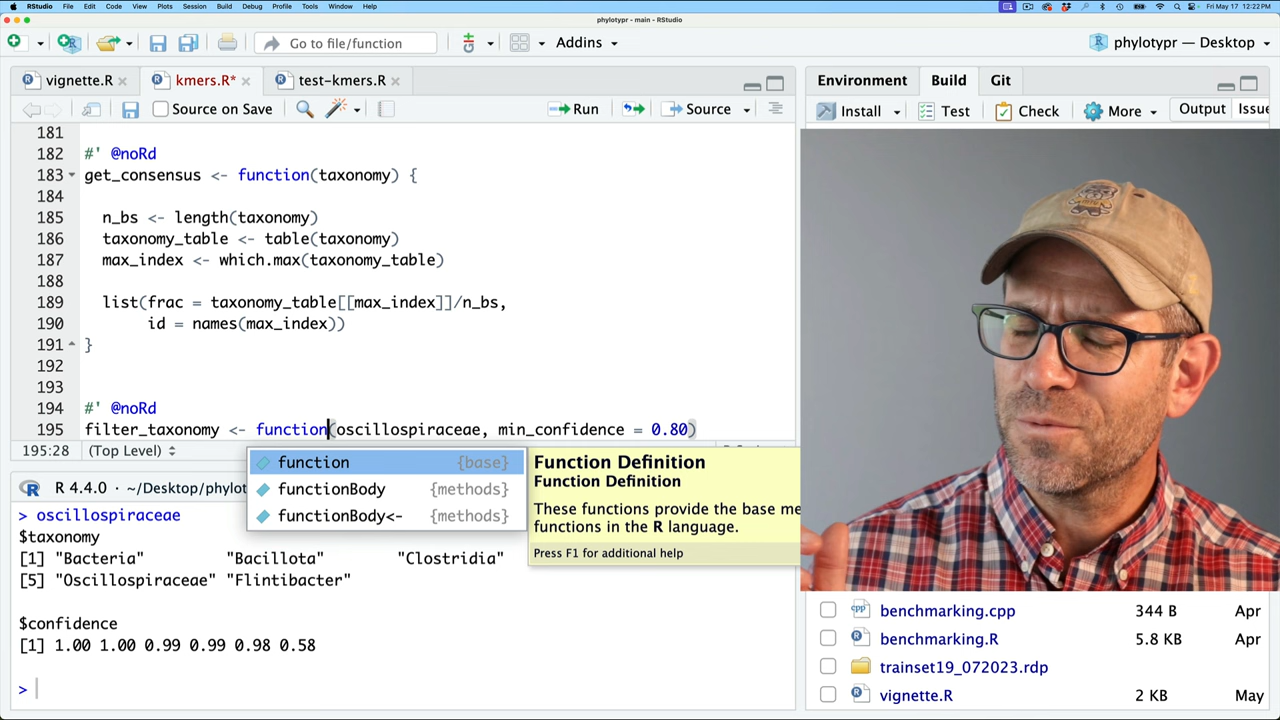 RStudio File Edit Code View Plots Session Build Debug Profile Tools Window Help
Fri May 17 12:22 PM
phylotypr - main - RStudio
Go to file/function
Addins
phylotypr — Desktop
vignette.R
kmers.R*
test-kmers.R
Environment
Build
Git
Source on Save
Run
Source
Install
Test
Check
More
Output
Issue
181
182 #' @noRd
183 get_consensus <- function(taxonomy) {
184
185 n_bs <- length(taxonomy)
186 taxonomy_table <- table(taxonomy)
187 max_index <- which.max(taxonomy_table)
188
189 list(frac = taxonomy_table[[max_index]]/n_bs,
190 id = names(max_index))
191 }
192
193
194 #' @noRd
195 filter_taxonomy <- function(oscillospiraceae, min_confidence = 0.80)
195:28 (Top Level)
function {base}
functionBody {methods}
functionBody<- {methods}
Function Definition
Function Definition
These functions provide the base me
functions in the R language.
Press F1 for additional help
R 4.4.0 · ~/Desktop/phylot
> oscillospiraceae
$taxonomy
[1] "Bacteria" "Bacillota" "Clostridia"
[5] "Oscillospiraceae" "Flintibacter"
$confidence
[1] 1.00 1.00 0.99 0.99 0.98 0.58
>
benchmarking.cpp 344 B Apr
benchmarking.R 5.8 KB Apr
trainset19_072023.rdp
vignette.R 2 KB May